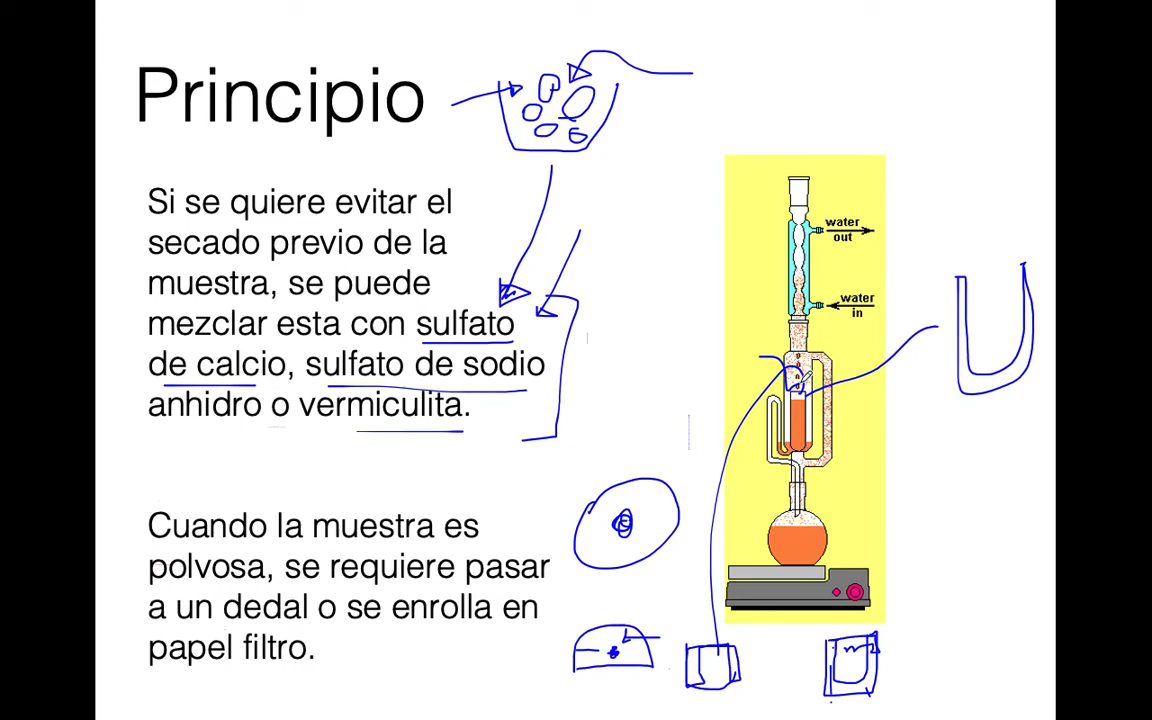 Principio
Si se quiere evitar el
secado previo de la
muestra, se puede
mezclar esta con sulfato
de calcio, sulfato de sodio
anhidro o vermiculita.
Cuando la muestra es
polvosa, se requiere pasar
a un dedal o se enrolla en
papel filtro.
water
out
water
in